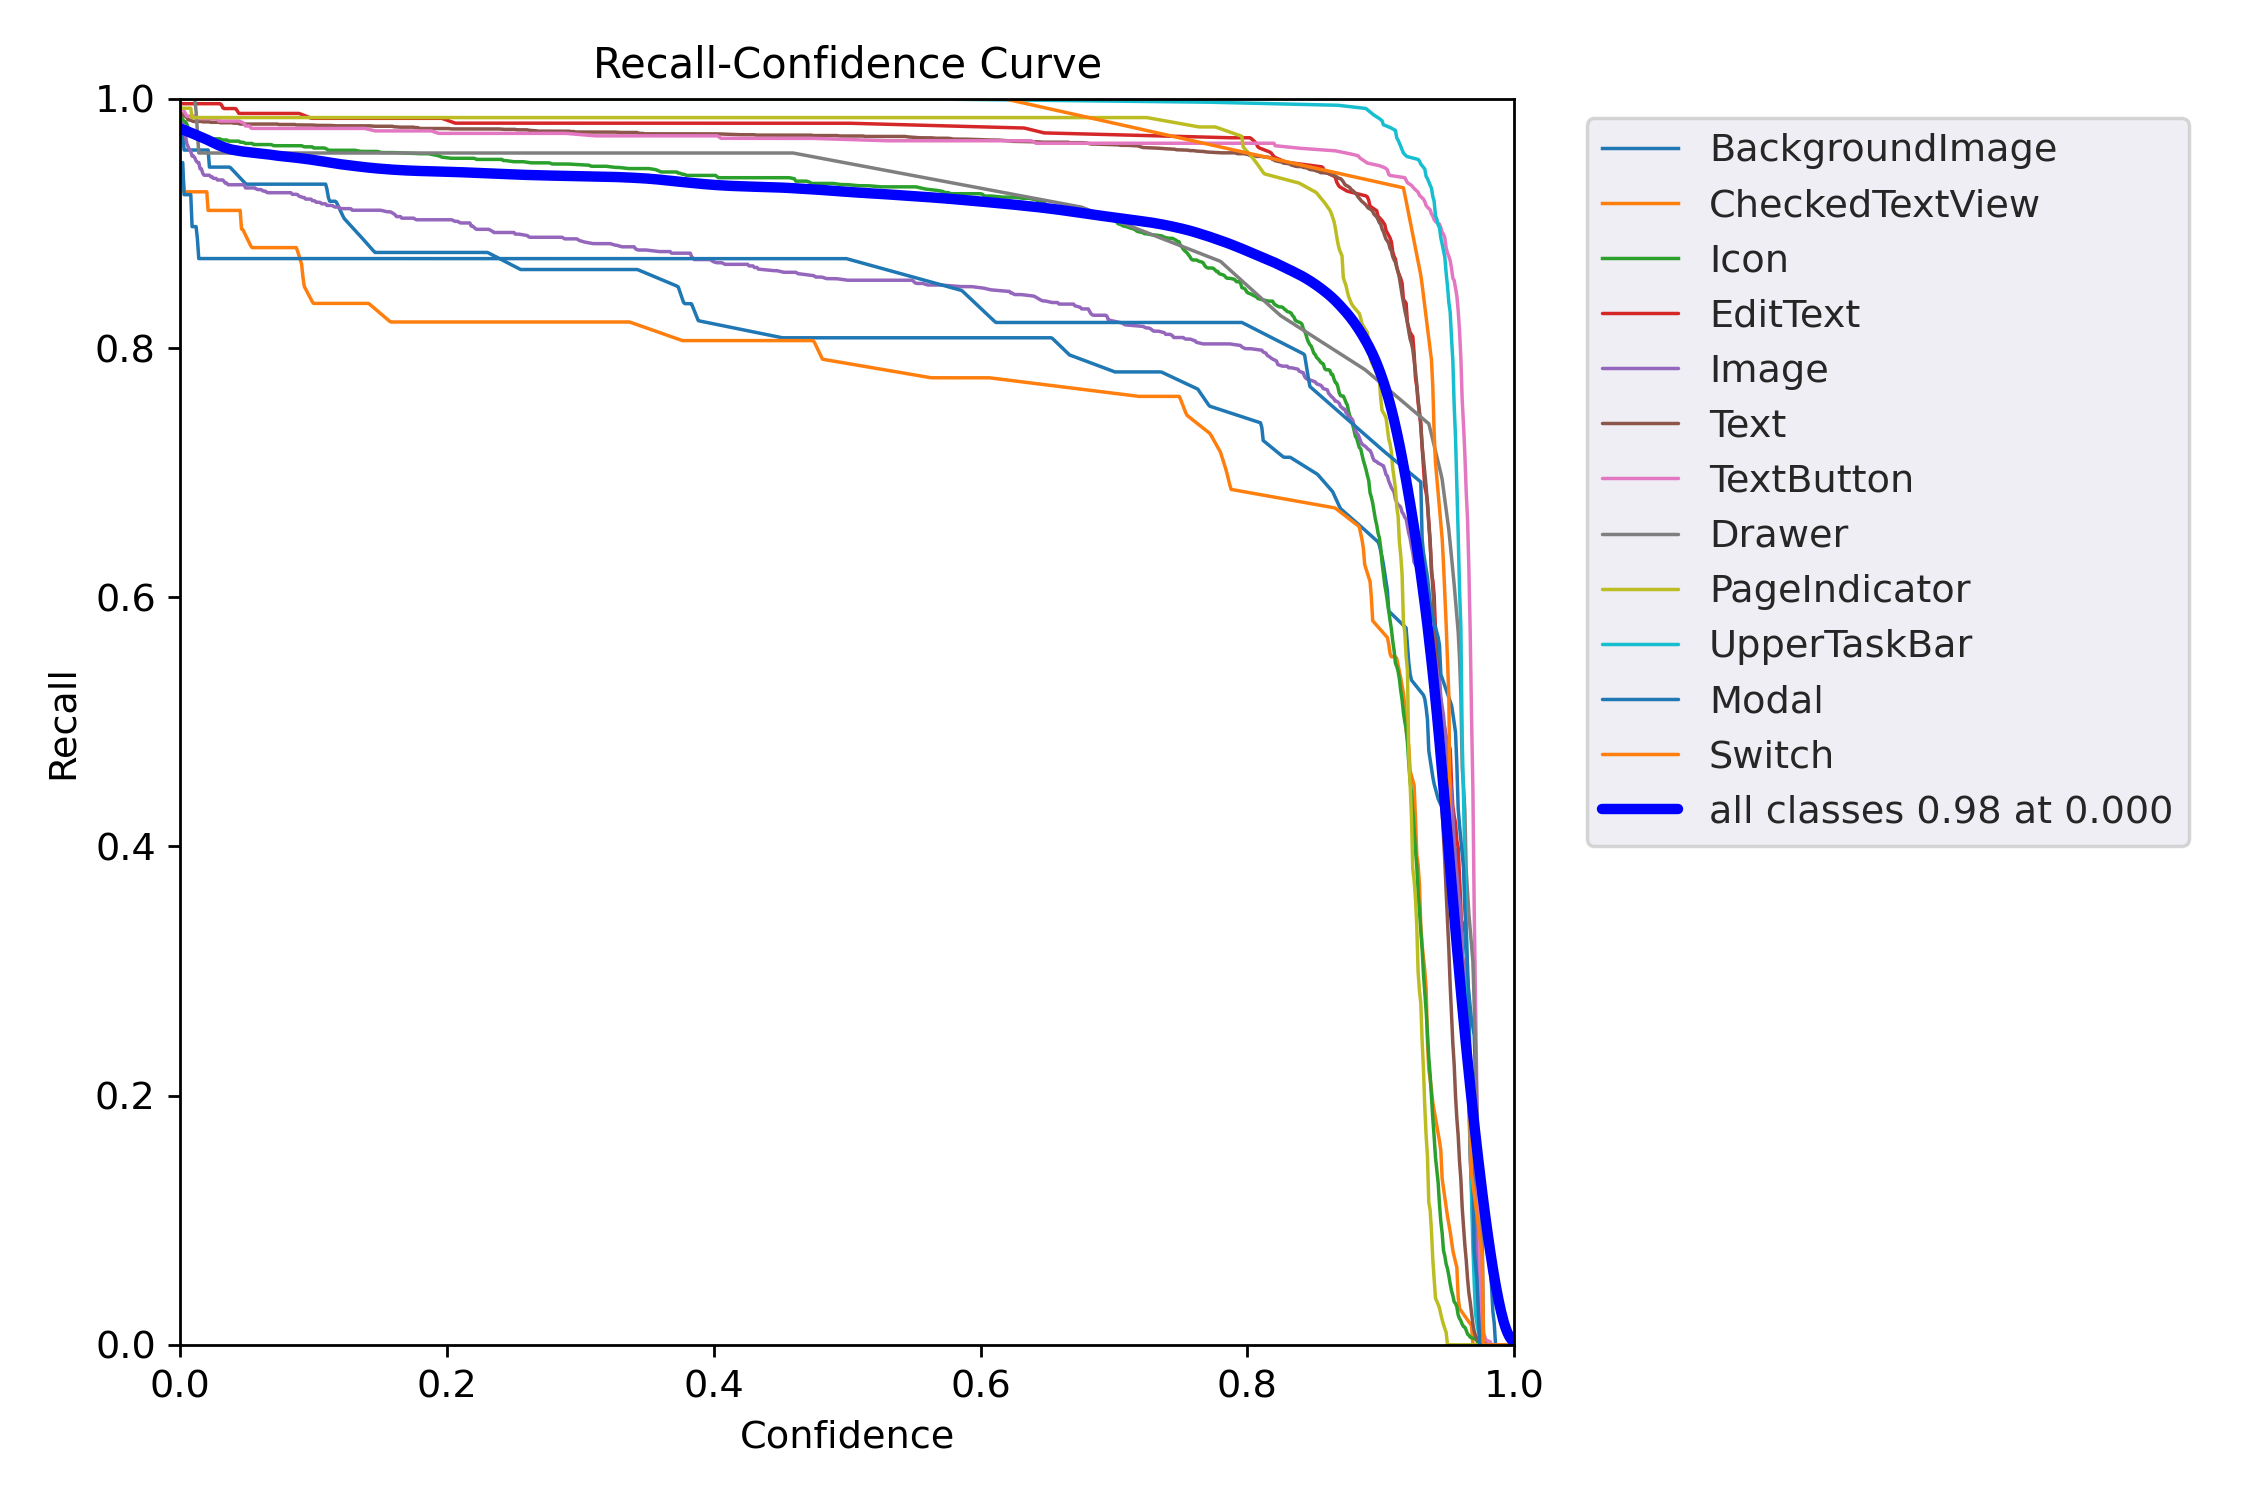 Recall-Confidence Curve
1.0
0.8
0.6
0.4
0.2
0.0
Recall
0.0 0.2 0.4 0.6 0.8 1.0
Confidence
BackgroundImage
CheckedTextView
Icon
EditText
Image
Text
TextButton
Drawer
PageIndicator
UpperTaskBar
Modal
Switch
all classes 0.98 at 0.000